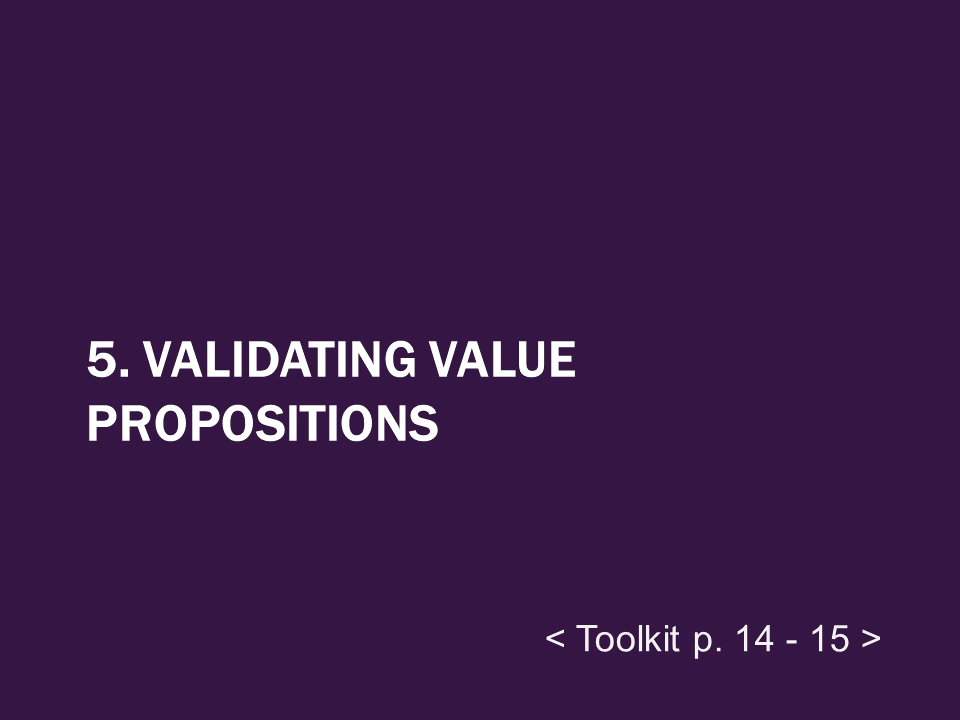 5. VALIDATING VALUE
PROPOSITIONS
< Toolkit p. 14 - 15 >